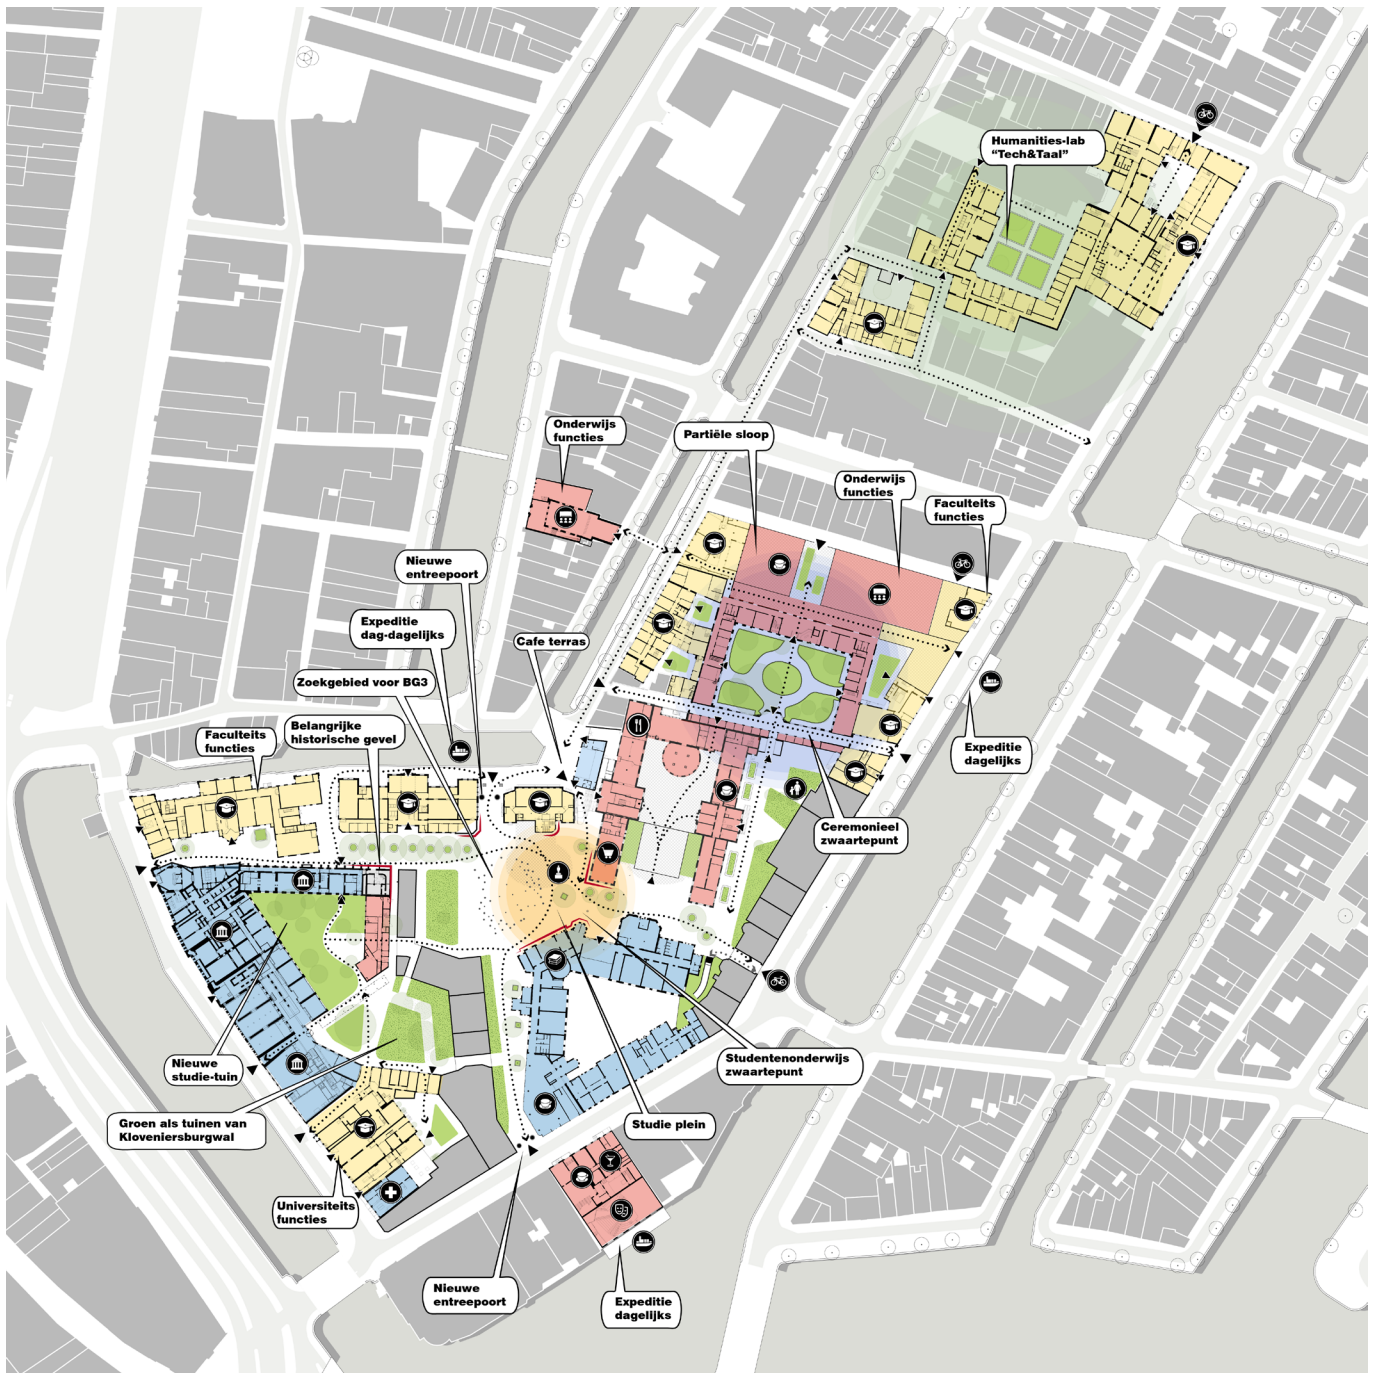 Humanities-lab
“Tech&Taal”
Onderwijs
functies
Partiële sloop
Onderwijs
functies
Faculteits
functies
Nieuwe
entreepoort
Expeditie
dag-dagelijks
Cafe terras
Zoekgebied voor BG3
Belangrijke
historische gevel
Faculteits
functies
Expeditie
dagelijks
Ceremonieel
zwaartepunt
Nieuwe
studie-tuin
Studentenonderwijs
zwaartepunt
Groen als tuinen van
Kloveniersburgwal
Studie plein
Universiteits
functies
Nieuwe
entreepoort
Expeditie
dagelijks